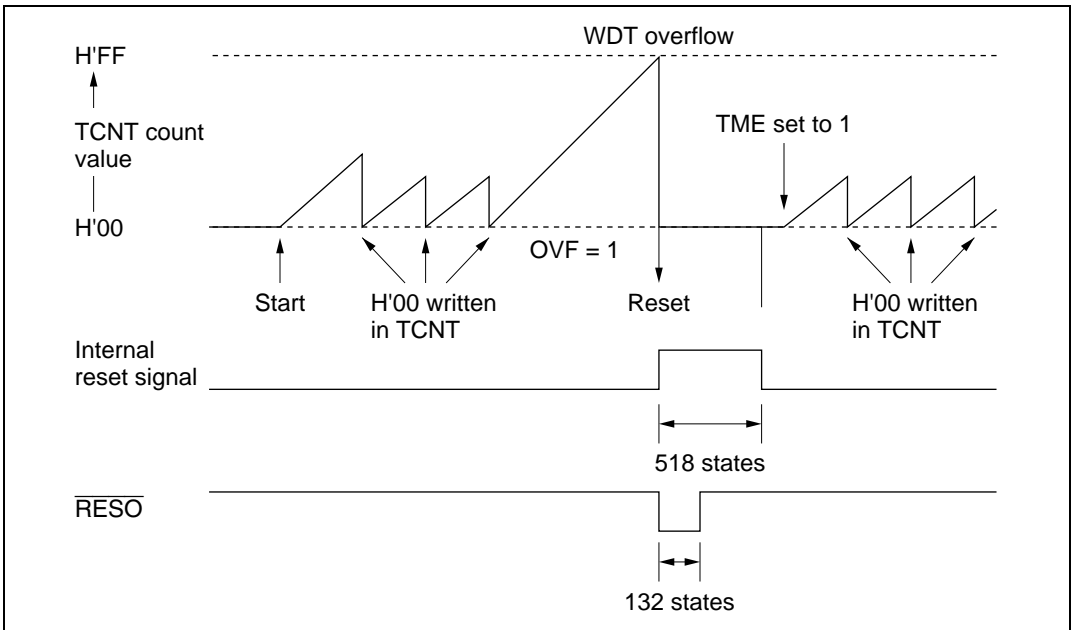 WDT overflow
H'FF
TCNT count
value
TME set to 1
H'00
OVF = 1
Start
H'00 written
in TCNT
Reset
H'00 written
in TCNT
Internal
reset signal
518 states
RESO
132 states